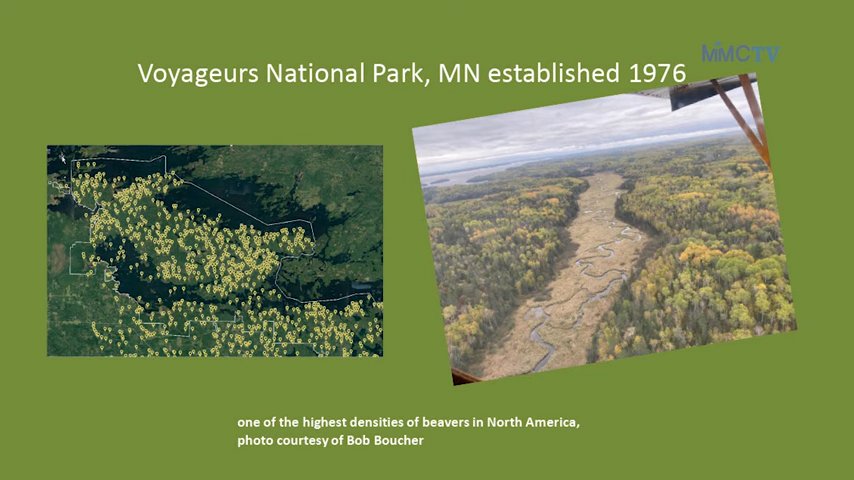 MMCTV
Voyageurs National Park, MN established 1976
one of the highest densities of beavers in North America,
photo courtesy of Bob Boucher